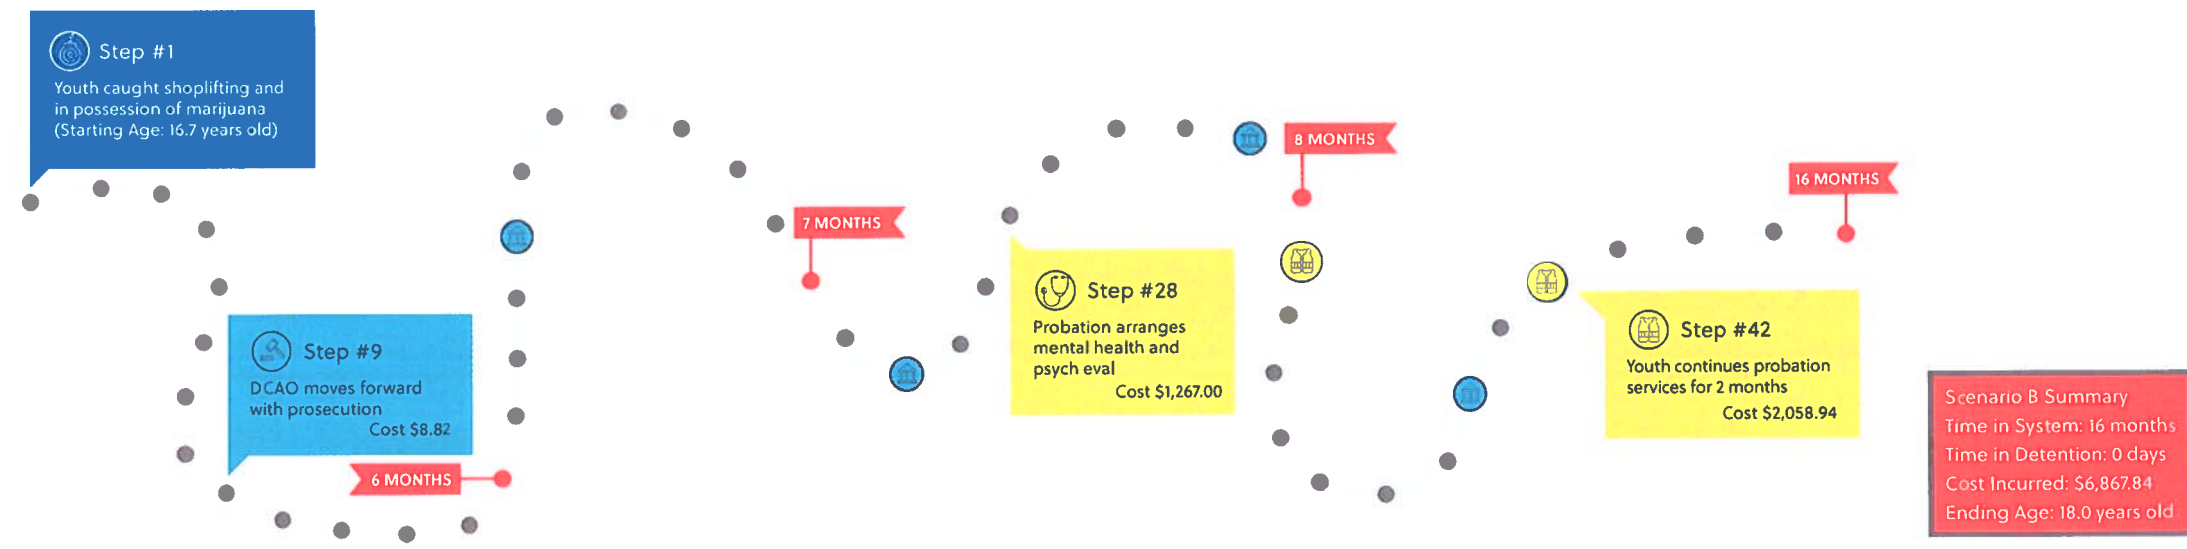 Step #1
Youth caught shoplifting and
in possession of marijuana
(Starting Age: 16.7 years old)
Step #9
DCAO moves forward
with prosecution
Cost $8.82
6 MONTHS
7 MONTHS
Step #28
Probation arranges
mental health and
psych eval
Cost $1,267.00
8 MONTHS
Step #42
Youth continues probation
services for 2 months
Cost $2,058.94
16 MONTHS
Scenario B Summary
Time in System: 16 months
Time in Detention: 0 days
Cost Incurred: $6,867.84
Ending Age: 18.0 years old